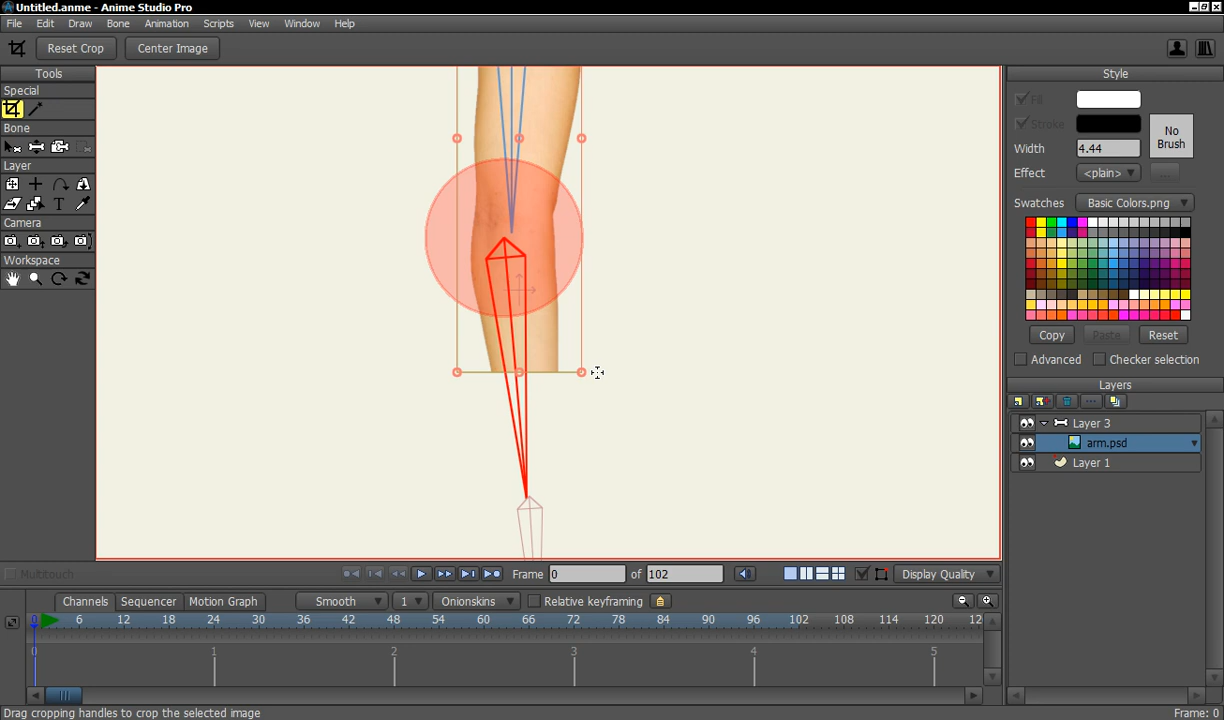 Untitled.anme - Anime Studio Pro
File Edit Draw Bone Animation Scripts View Window Help
Reset Crop Center Image
Tools
Special
Bone
Layer
T
Camera
Workspace
Style
Fill
Stroke
No Brush
Width 4.44
Effect <plain> ...
Swatches Basic Colors.png
Copy Paste Reset
Advanced Checker selection
Layers
Layer 3
arm.psd
Layer 1
Multitouch Frame 0 of 102 Display Quality
Channels Sequencer Motion Graph Smooth 1 Onionskins Relative keyframing
0 6 12 18 24 30 36 42 48 54 60 66 72 78 84 90 96 102 108 114 120 12
0 1 2 3 4 5
Drag cropping handles to crop the selected image Frame: 0